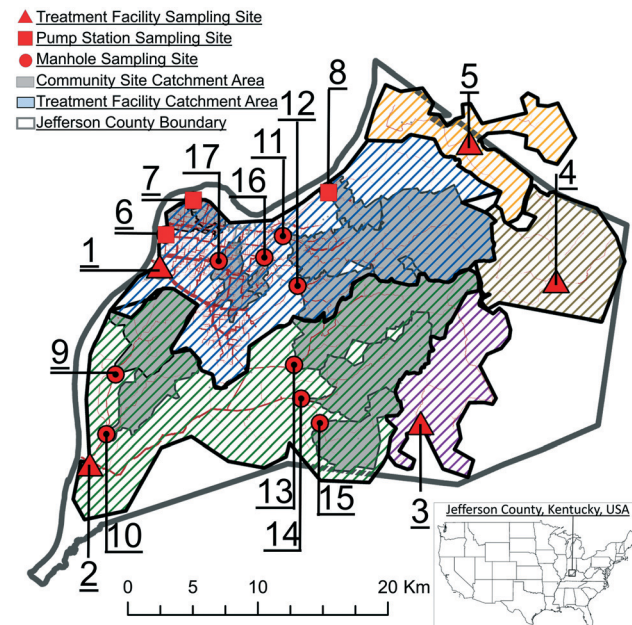 Treatment Facility Sampling Site
Pump Station Sampling Site
Manhole Sampling Site
Community Site Catchment Area
Treatment Facility Catchment Area
Jefferson County Boundary
8
5
12
11
4
17
16
7
6
1
9
13
15
3
14
10
2
Jefferson County, Kentucky, USA
0 5 10 20 Km